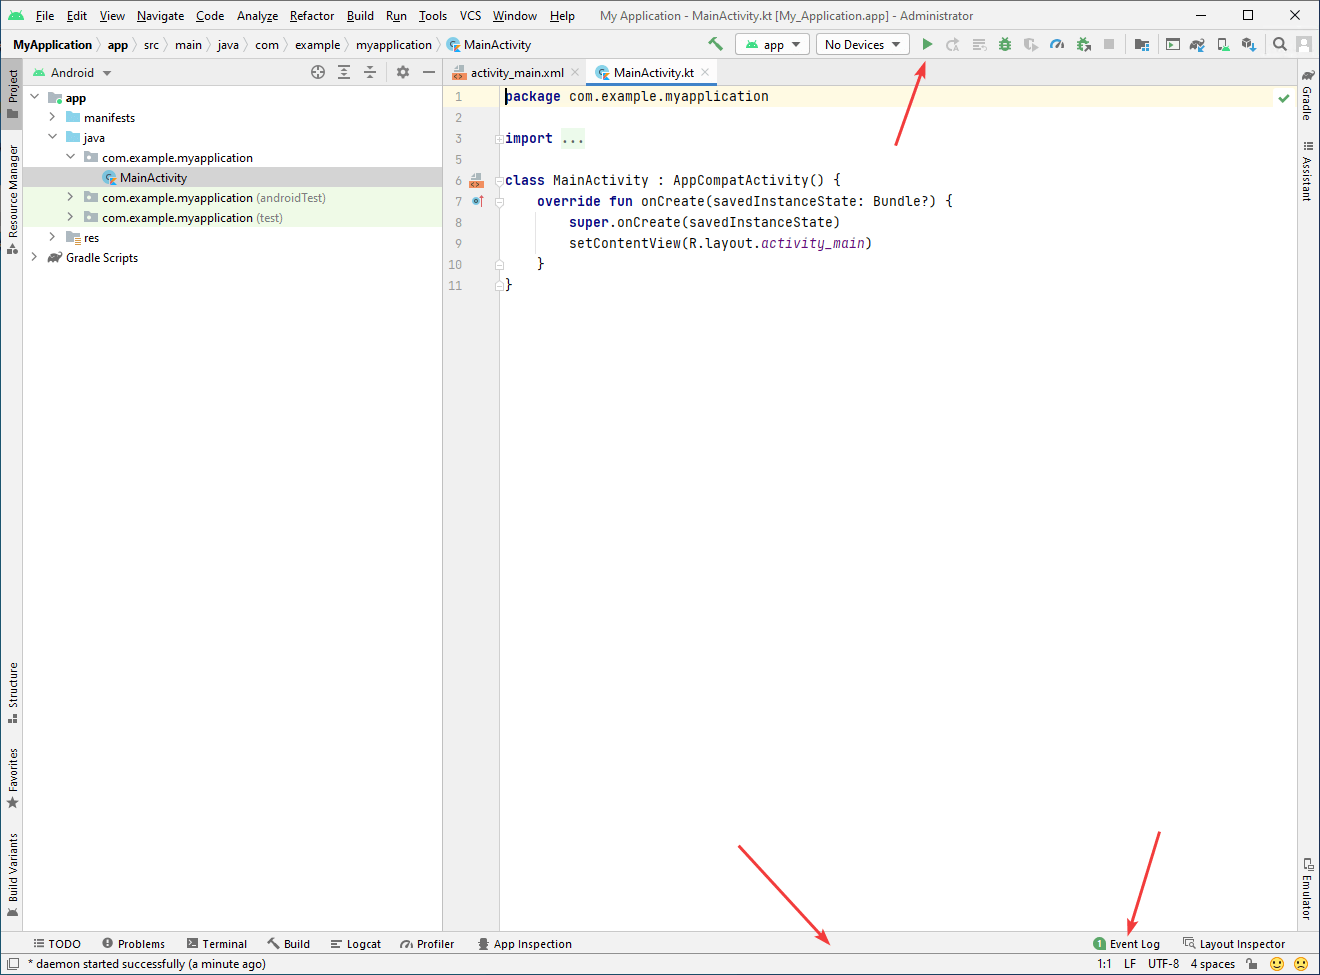 File Edit View Navigate Code Analyze Refactor Build Run Tools VCS Window Help My Application - MainActivity.kt [My_Application.app] - Administrator
MyApplication app src main java com example myapplication MainActivity app No Devices
Project
Android
activity_main.xml MainActivity.kt
app
manifests
java
com.example.myapplication
MainActivity
com.example.myapplication (androidTest)
com.example.myapplication (test)
res
Gradle Scripts
1 package com.example.myapplication
2
3 import ...
5
6 class MainActivity : AppCompatActivity() {
7 override fun onCreate(savedInstanceState: Bundle?) {
8 super.onCreate(savedInstanceState)
9 setContentView(R.layout.activity_main)
10 }
11 }
Resource Manager
Structure
Favorites
Build Variants
Gradle
Assistant
Emulator
TODO Problems Terminal Build Logcat Profiler App Inspection 1 Event Log Layout Inspector
* daemon started successfully (a minute ago) 1:1 LF UTF-8 4 spaces